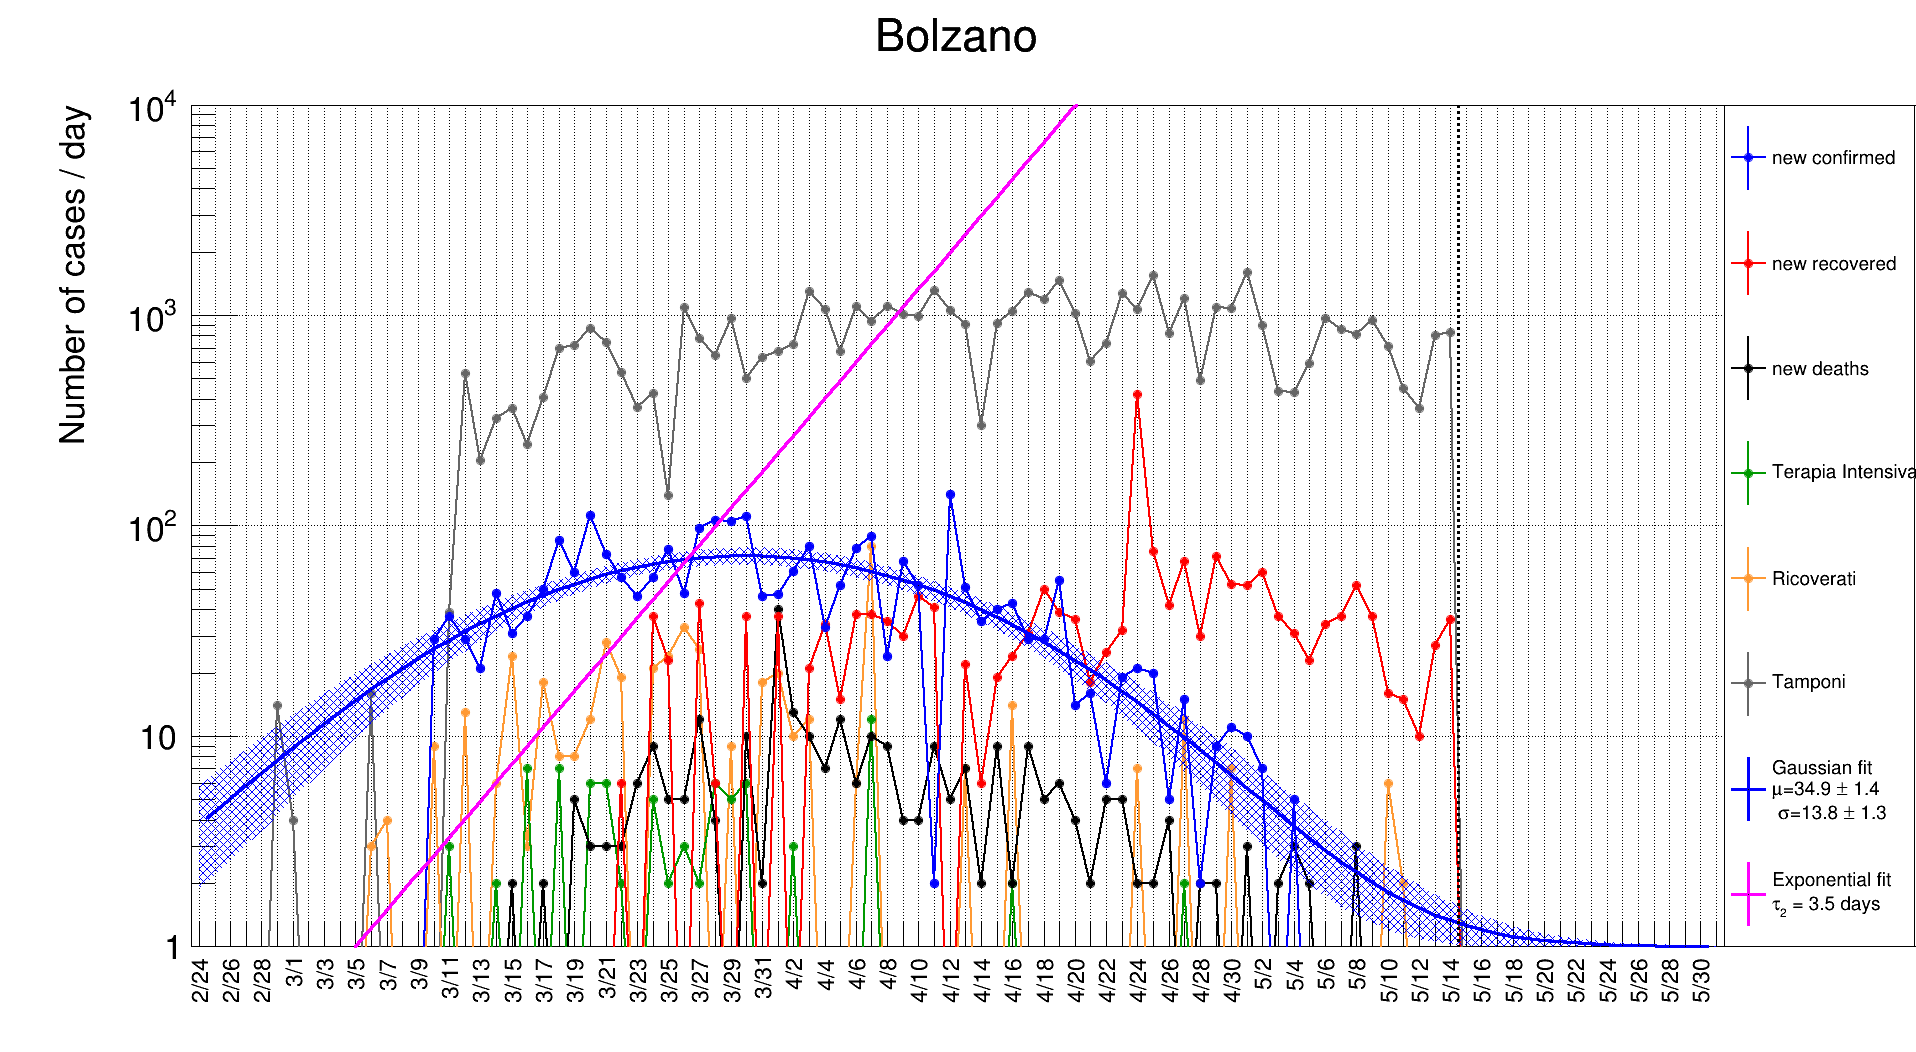 Bolzano
Number of cases / day
10⁴
10³
10²
10
1
2/24 2/26 2/28 3/1 3/3 3/5 3/7 3/9 3/11 3/13 3/15 3/17 3/19 3/21 3/23 3/25 3/27 3/29 3/31 4/2 4/4 4/6 4/8 4/10 4/12 4/14 4/16 4/18 4/20 4/22 4/24 4/26 4/28 4/30 5/2 5/4 5/6 5/8 5/10 5/12 5/14 5/16 5/18 5/20 5/22 5/24 5/26 5/28 5/30
new confirmed
new recovered
new deaths
Terapia Intensiva
Ricoverati
Tamponi
Gaussian fit
μ=34.9 ± 1.4
σ=13.8 ± 1.3
Exponential fit
τ₂ = 3.5 days